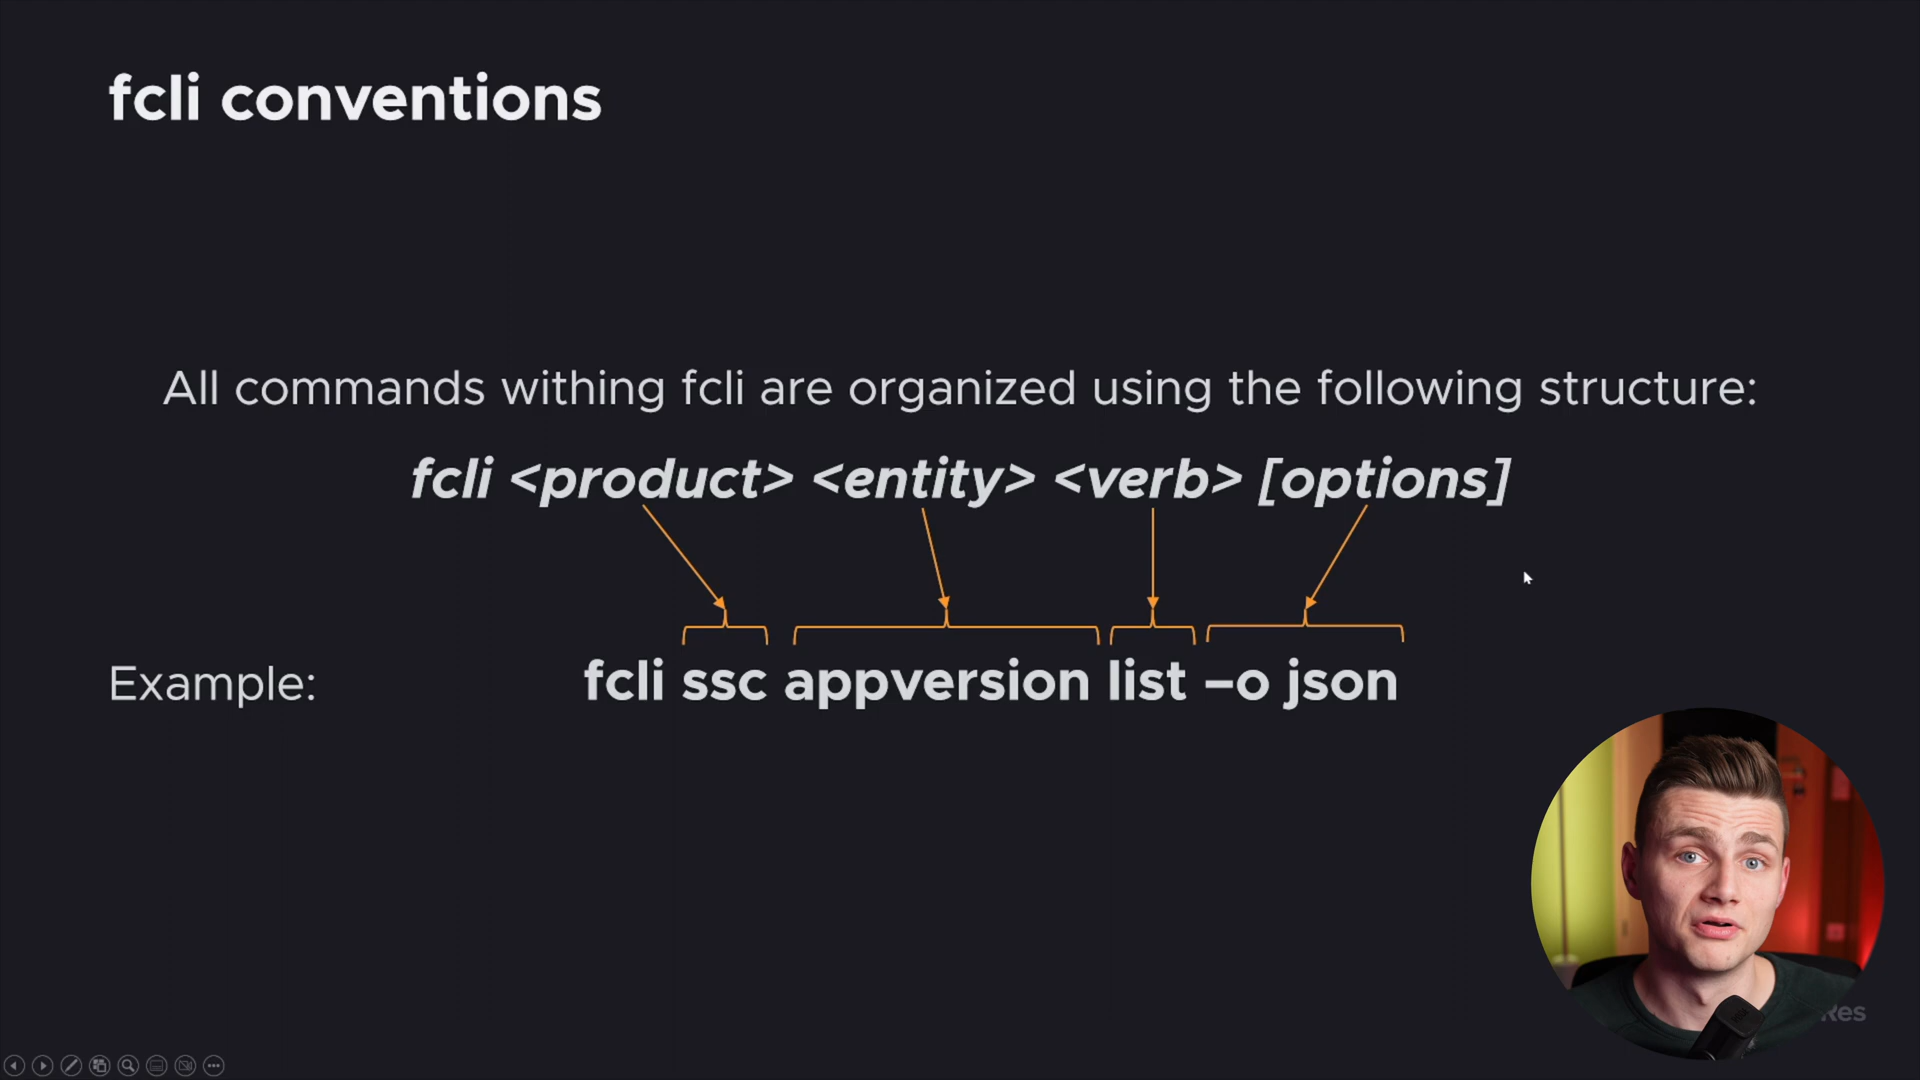 fcli conventions
All commands withing fcli are organized using the following structure:
fcli <product> <entity> <verb> [options]
Example:
fcli ssc appversion list –o json
Res